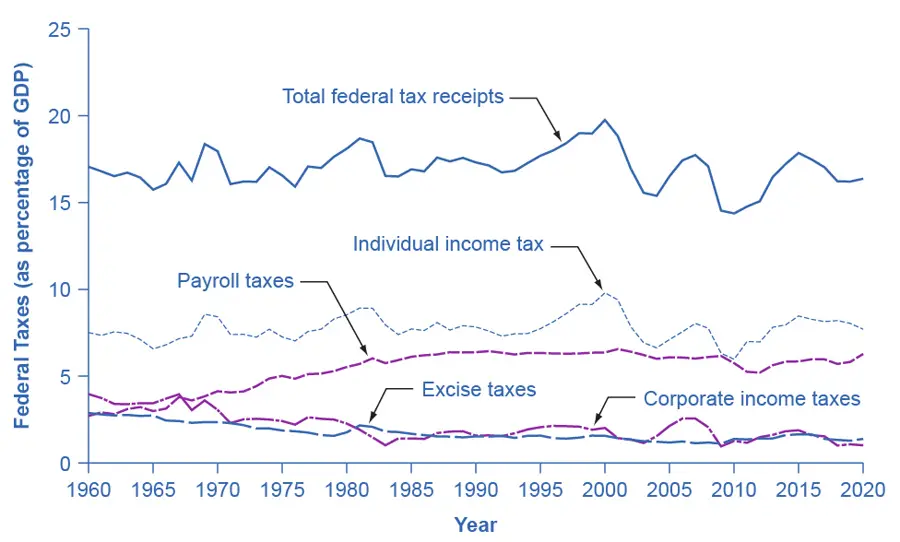 Federal Taxes (as percentage of GDP)
25
20
15
10
5
0
Total federal tax receipts
Individual income tax
Payroll taxes
Excise taxes
Corporate income taxes
1960 1965 1970 1975 1980 1985 1990 1995 2000 2005 2010 2015 2020
Year